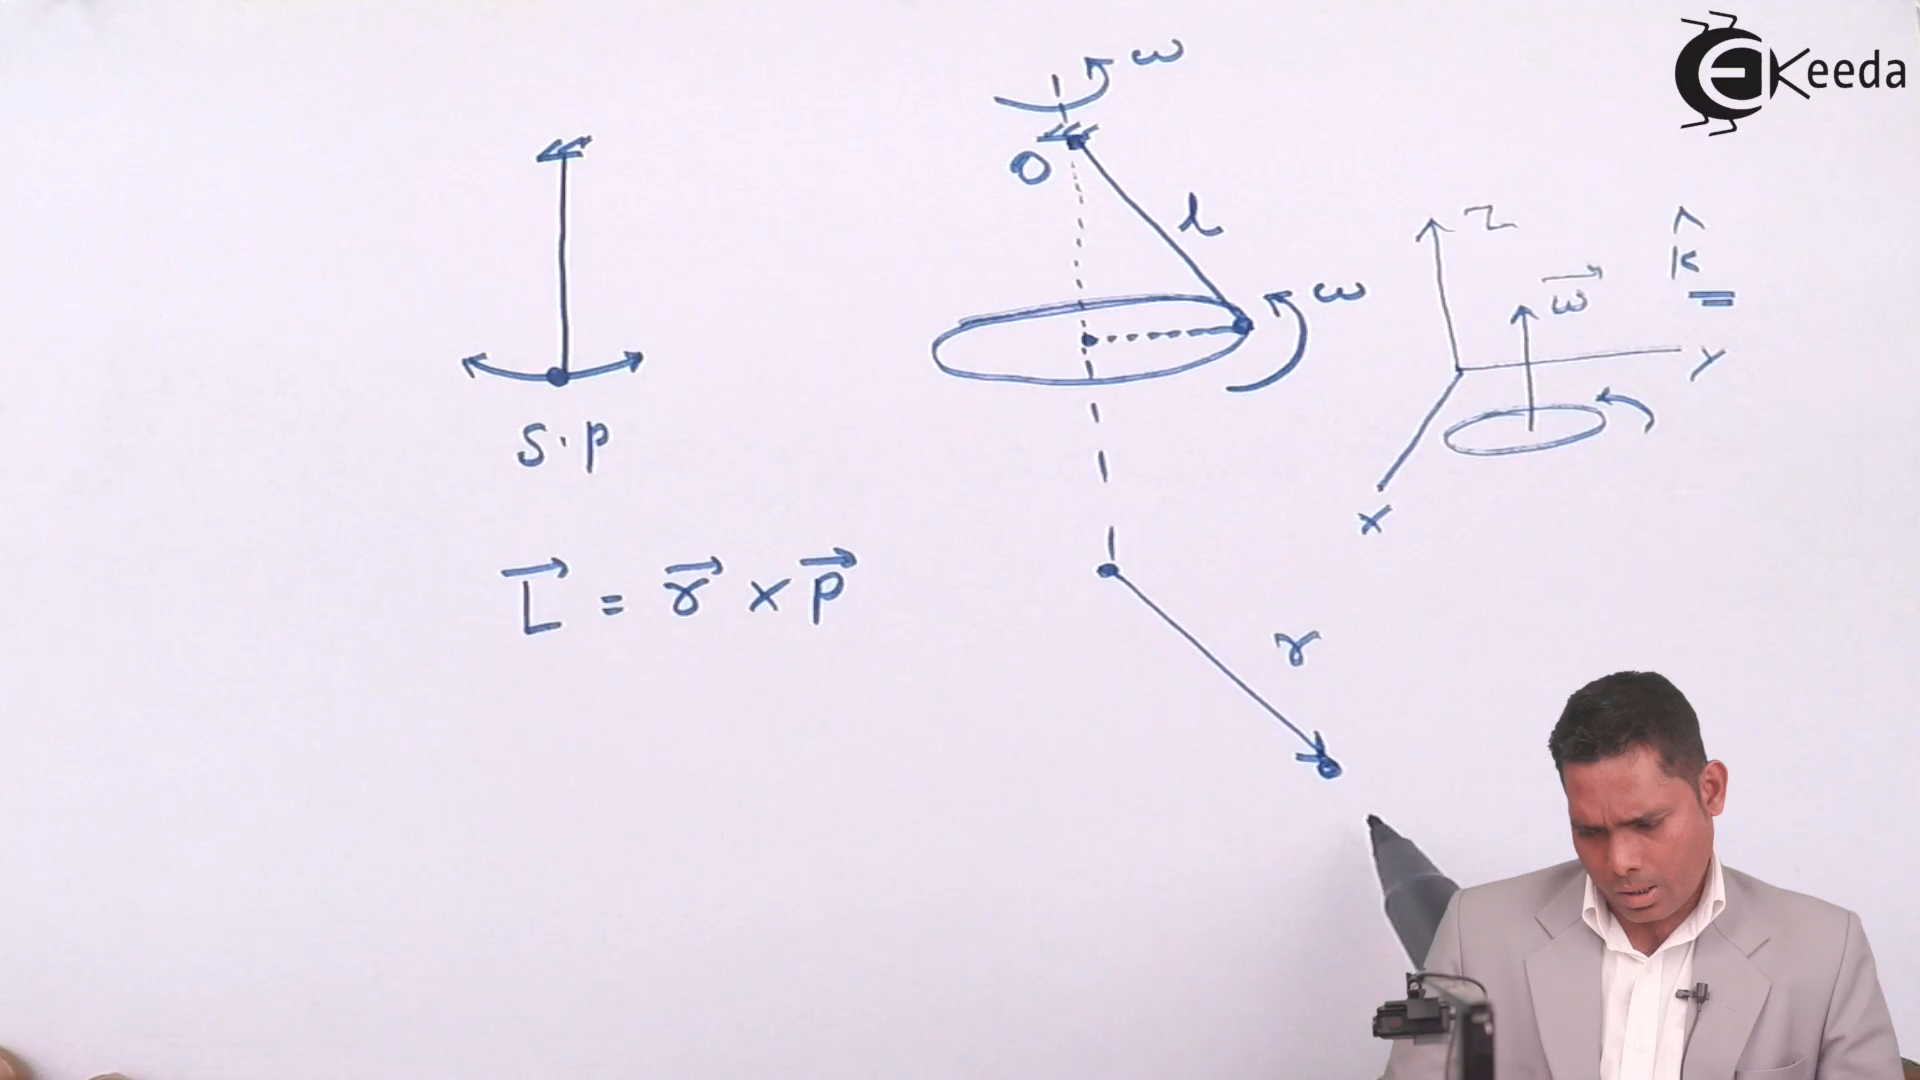 EKeeda
ω
O
l
ω
Z
k̂
ω⃗
y
x
S.P
L⃗ = r⃗ × p⃗
r